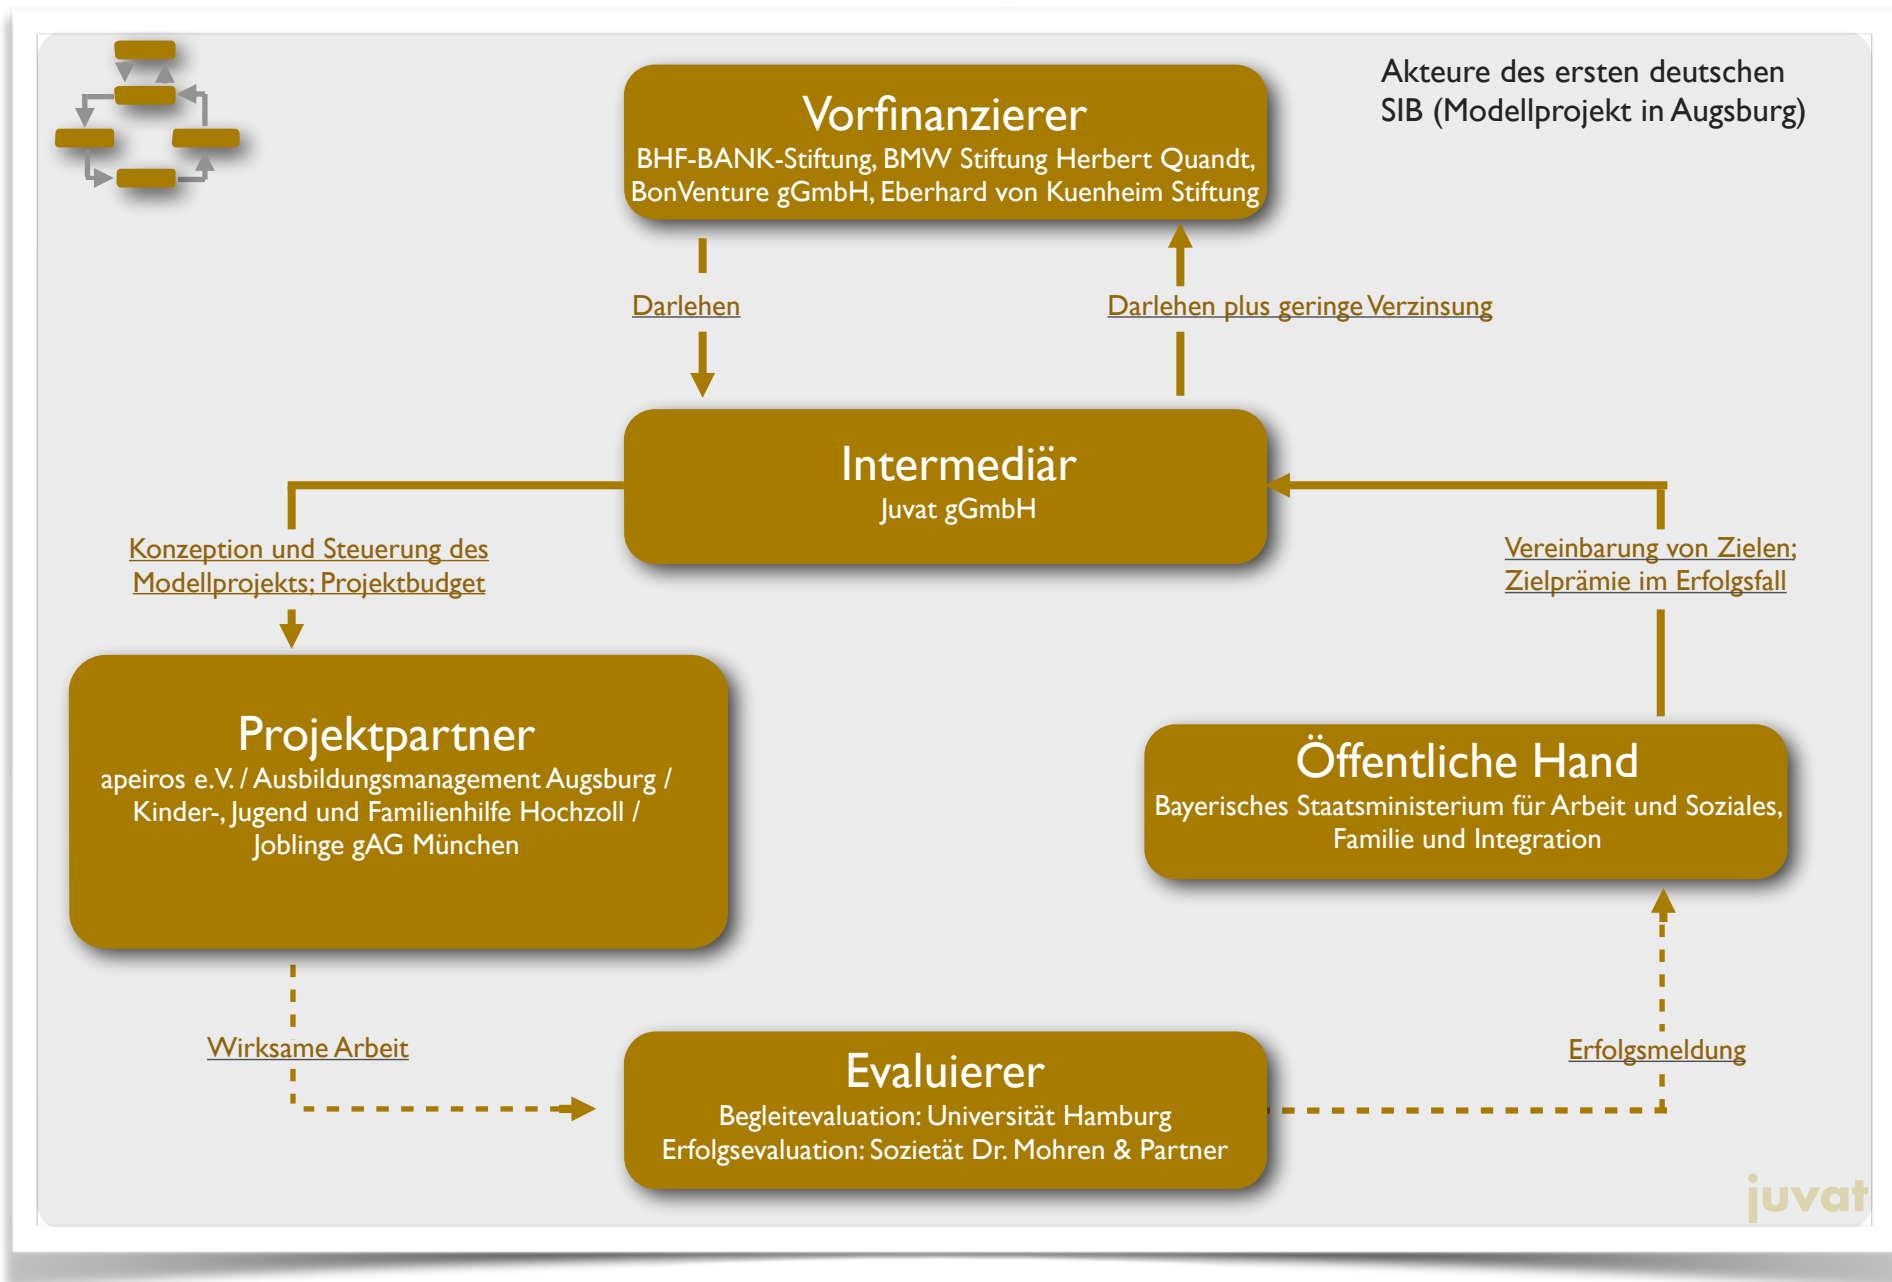 Akteure des ersten deutschen
SIB (Modellprojekt in Augsburg)
Vorfinanzierer
BHF-BANK-Stiftung, BMW Stiftung Herbert Quandt,
BonVenture gGmbH, Eberhard von Kuenheim Stiftung
Darlehen
Darlehen plus geringe Verzinsung
Intermediär
Juvat gGmbH
Konzeption und Steuerung des
Modellprojekts; Projektbudget
Vereinbarung von Zielen;
Zielprämie im Erfolgsfall
Projektpartner
apeiros e.V. / Ausbildungsmanagement Augsburg /
Kinder-, Jugend und Familienhilfe Hochzoll /
Joblinge gAG München
Öffentliche Hand
Bayerisches Staatsministerium für Arbeit und Soziales,
Familie und Integration
Wirksame Arbeit
Erfolgsmeldung
Evaluierer
Begleitevaluation: Universität Hamburg
Erfolgsevaluation: Sozietät Dr. Mohren & Partner
juvat